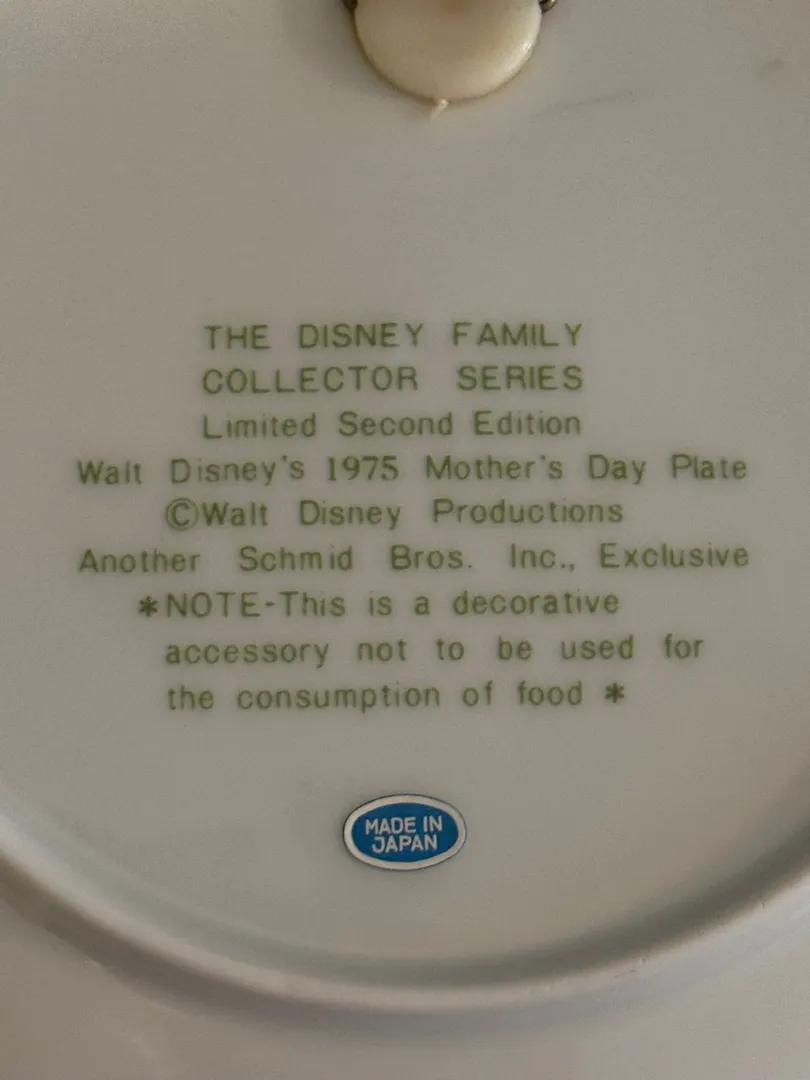 THE DISNEY FAMILY
COLLECTOR SERIES
Limited Second Edition
Walt Disney's 1975 Mother's Day Plate
©Walt Disney Productions
Another Schmid Bros. Inc., Exclusive
*NOTE-This is a decorative
accessory not to be used for
the consumption of food *
MADE IN
JAPAN